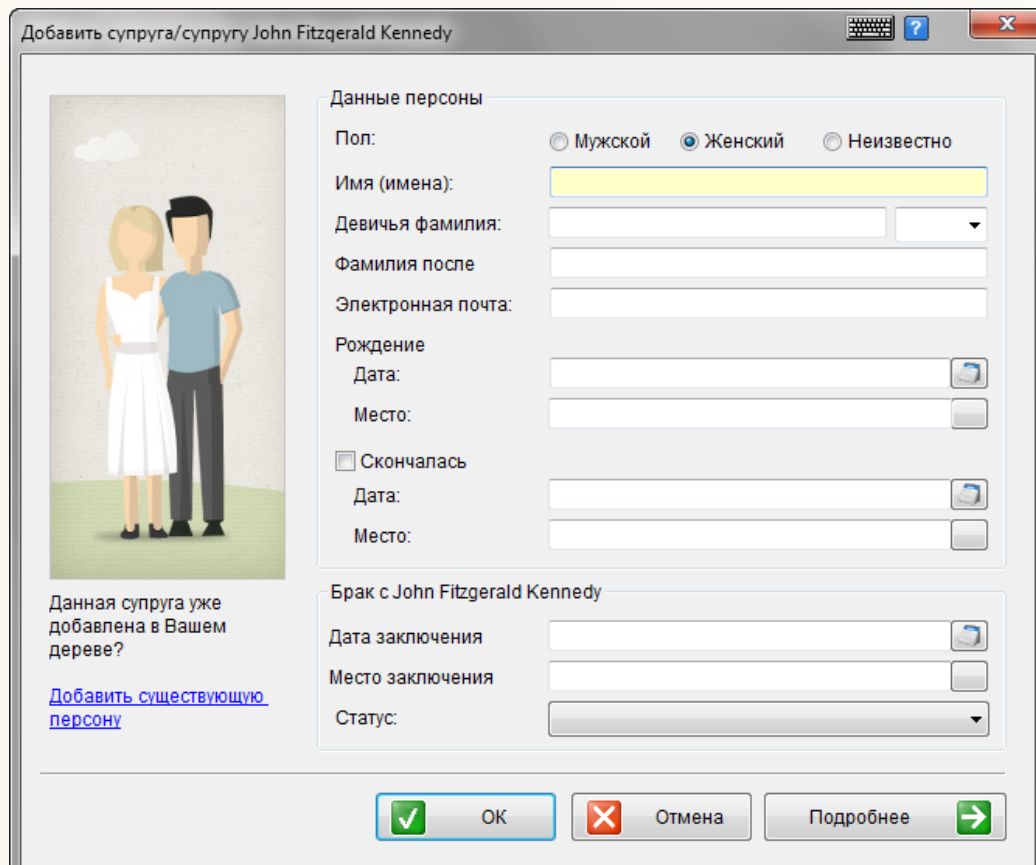 Добавить супруга/супругу John Fitzgerald Kennedy
Данные персоны
Пол:
Мужской Женский Неизвестно
Имя (имена):
Девичья фамилия:
Фамилия после
Электронная почта:
Рождение
Дата:
Место:
Скончалась
Дата:
Место:
Данная супруга уже
добавлена в Вашем
дереве?
Добавить существующую
персону
Брак с John Fitzgerald Kennedy
Дата заключения
Место заключения
Статус:
ОК Отмена Подробнее